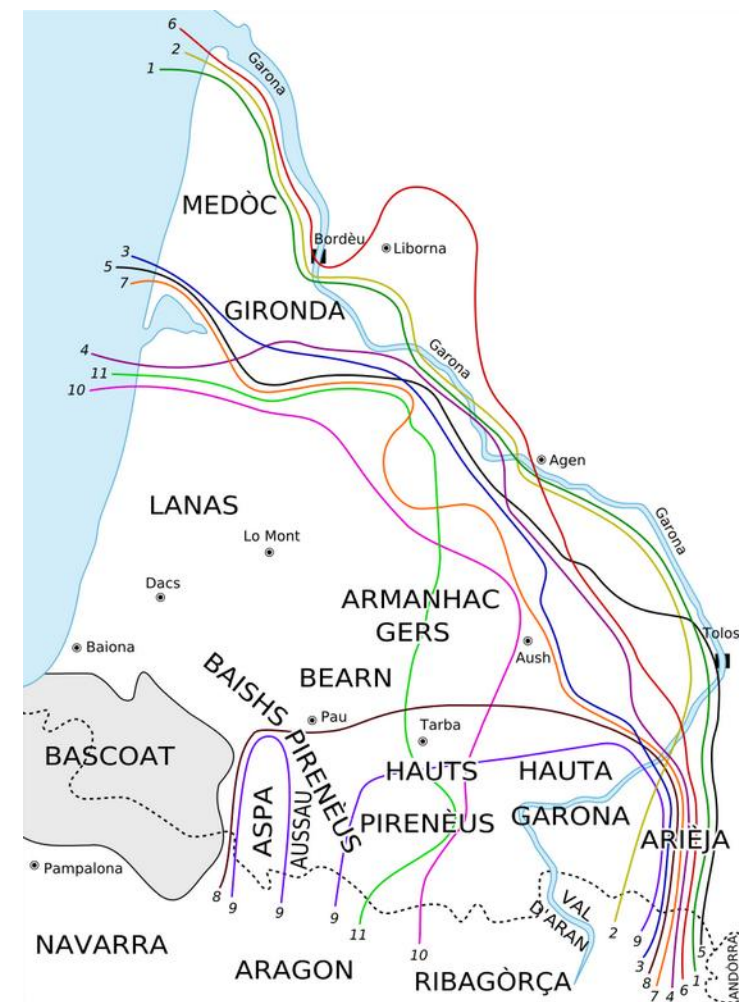 6
2
1
Garona
MEDÒC
Bordèu
Liborna
3
5
7
GIRONDA
4
11
10
Garona
Agen
LANAS
Garona
Lo Mont
Dacs
ARMANHAC
GERS
Tolos
Baiona
Aush
BEARN
BAISHS PIRENÈUS
Pau
Tarba
BASCOAT
HAUTS
PIRENÈUS
HAUTA
GARONA
ASPA
AUSSAU
ARIÈJA
Pampalona
8
9
9
9
11
10
VAL
D'ARAN
2
9
3
8
7
4
6
1
5
NAVARRA
ARAGON
RIBAGÒRÇA
ANDÒRRA